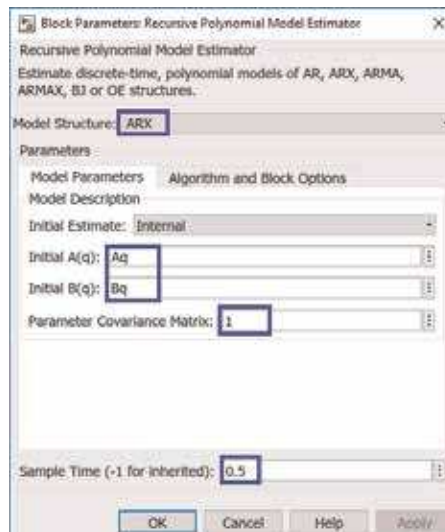 Block Parameters: Recursive Polynomial Model Estimator X
Recursive Polynomial Model Estimator
Estimate discrete-time, polynomial models of AR, ARX, ARMA,
ARMAX, BJ or OE structures.
Model Structure: ARX
Parameters
Model Parameters Algorithm and Block Options
Model Description
Initial Estimate: Internal
Initial A(q): Aq
Initial B(q): Bq
Parameter Covariance Matrix: 1
Sample Time (-1 for inherited): 0.5
OK Cancel Help Apply